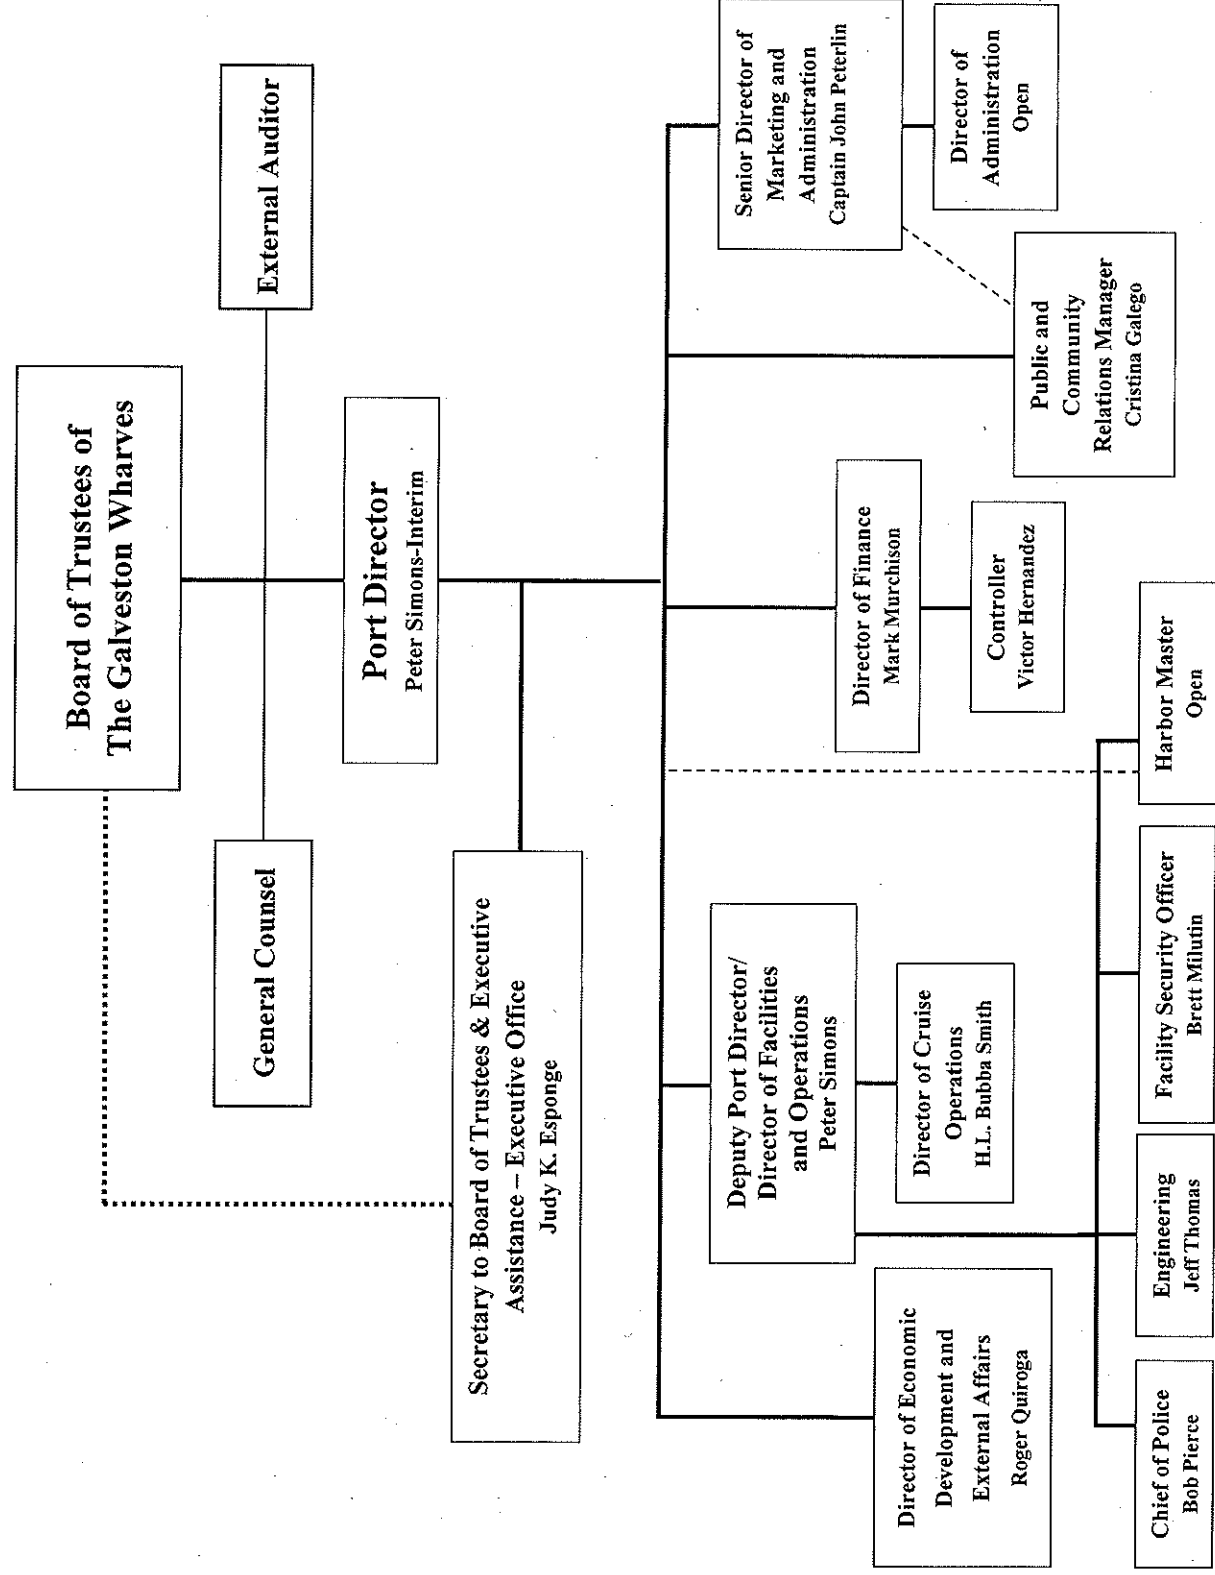 Board of Trustees of
The Galveston Wharves
General Counsel
External Auditor
Port Director
Peter Simons-Interim
Secretary to Board of Trustees & Executive
Assistance – Executive Office
Judy K. Esponge
Director of Economic
Development and
External Affairs
Roger Quiroga
Deputy Port Director/
Director of Facilities
and Operations
Peter Simons
Director of Cruise
Operations
H.L. Bubba Smith
Director of Finance
Mark Murchison
Controller
Victor Hernandez
Public and
Community
Relations Manager
Cristina Galego
Senior Director of
Marketing and
Administration
Captain John Peterlin
Director of
Administration
Open
Chief of Police
Bob Pierce
Engineering
Jeff Thomas
Facility Security Officer
Brett Milutin
Harbor Master
Open